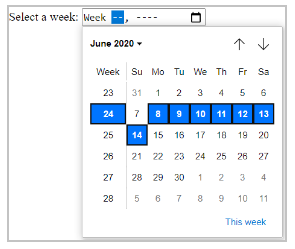 Select a week: Week --, ----
June 2020
Week Su Mo Tu We Th Fr Sa
23 31 1 2 3 4 5 6
24 7 8 9 10 11 12 13
25 14 15 16 17 18 19 20
26 21 22 23 24 25 26 27
27 28 29 30 1 2 3 4
28 5 6 7 8 9 10 11
This week